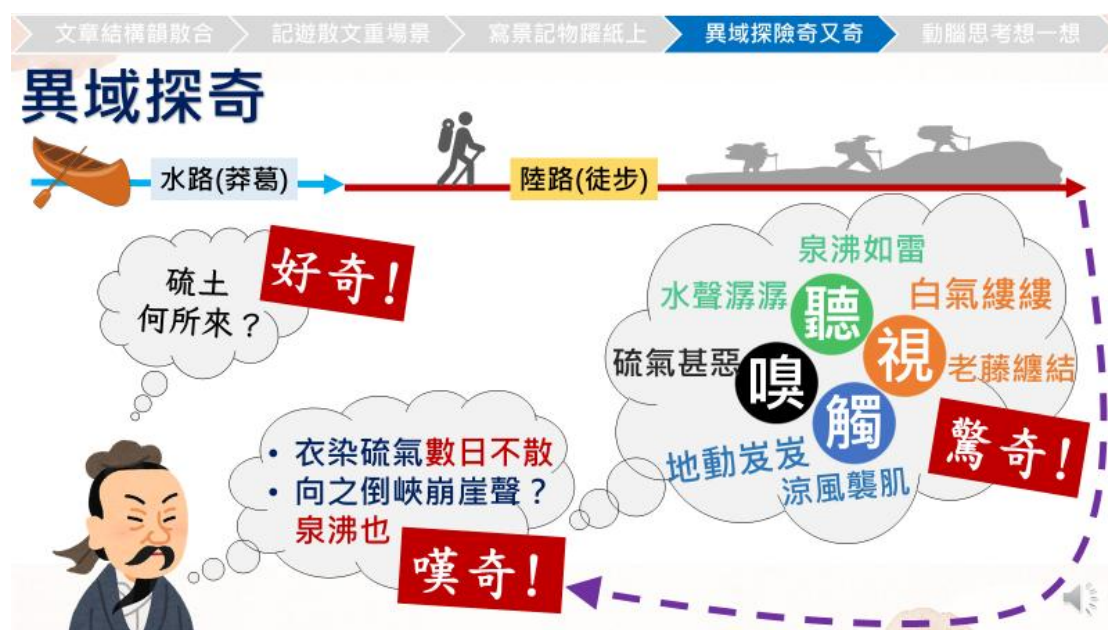 文章結構韻散合
記遊散文重場景
寫景記物躍紙上
異域探險奇又奇
動腦思考想一想
異域探奇
水路(莽葛)
陸路(徒步)
硫土
何所來？
好奇!
泉沸如雷
水聲潺潺
聽
白氣縷縷
視
老藤纏結
硫氣甚惡
嗅
觸
地動岌岌
涼風襲肌
驚奇!
• 衣染硫氣數日不散
• 向之倒峽崩崖聲？
泉沸也
嘆奇!